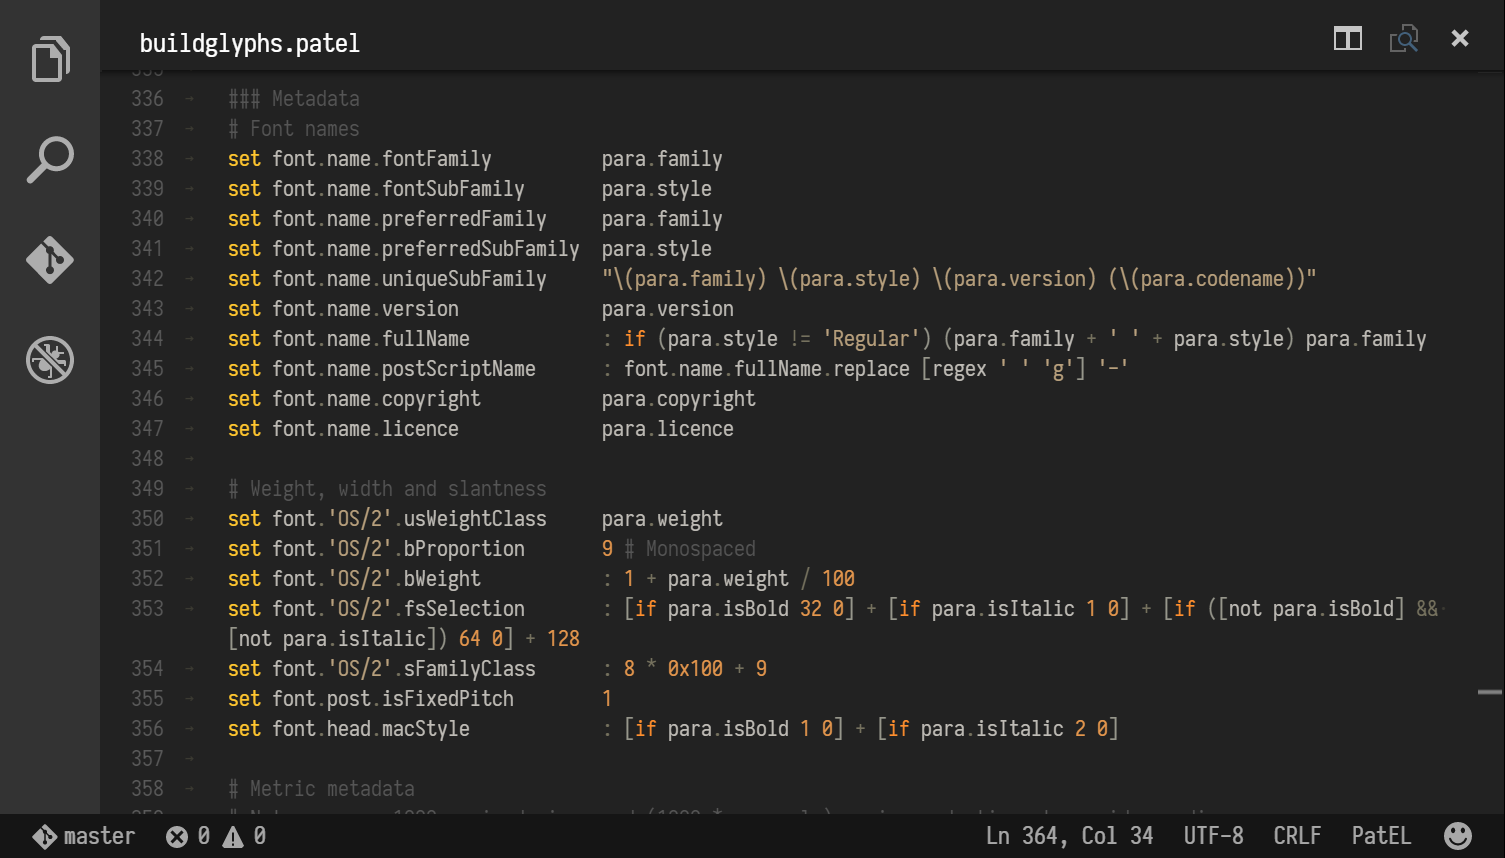 buildglyphs.patel
335
336 ### Metadata
337 # Font names
338 set font.name.fontFamily para.family
339 set font.name.fontSubFamily para.style
340 set font.name.preferredFamily para.family
341 set font.name.preferredSubFamily para.style
342 set font.name.uniqueSubFamily "\(para.family) \(para.style) \(para.version) (\(para.codename))"
343 set font.name.version para.version
344 set font.name.fullName : if (para.style != 'Regular') (para.family + ' ' + para.style) para.family
345 set font.name.postScriptName : font.name.fullName.replace [regex ' ' 'g'] '-'
346 set font.name.copyright para.copyright
347 set font.name.licence para.licence
348
349 # Weight, width and slantness
350 set font.'OS/2'.usWeightClass para.weight
351 set font.'OS/2'.bProportion 9 # Monospaced
352 set font.'OS/2'.bWeight : 1 + para.weight / 100
353 set font.'OS/2'.fsSelection : [if para.isBold 32 0] + [if para.isItalic 1 0] + [if ([not para.isBold] &&
[not para.isItalic]) 64 0] + 128
354 set font.'OS/2'.sFamilyClass : 8 * 0x100 + 9
355 set font.post.isFixedPitch 1
356 set font.head.macStyle : [if para.isBold 1 0] + [if para.isItalic 2 0]
357
358 # Metric metadata
359
master 0 0 Ln 364, Col 34 UTF-8 CRLF PatEL